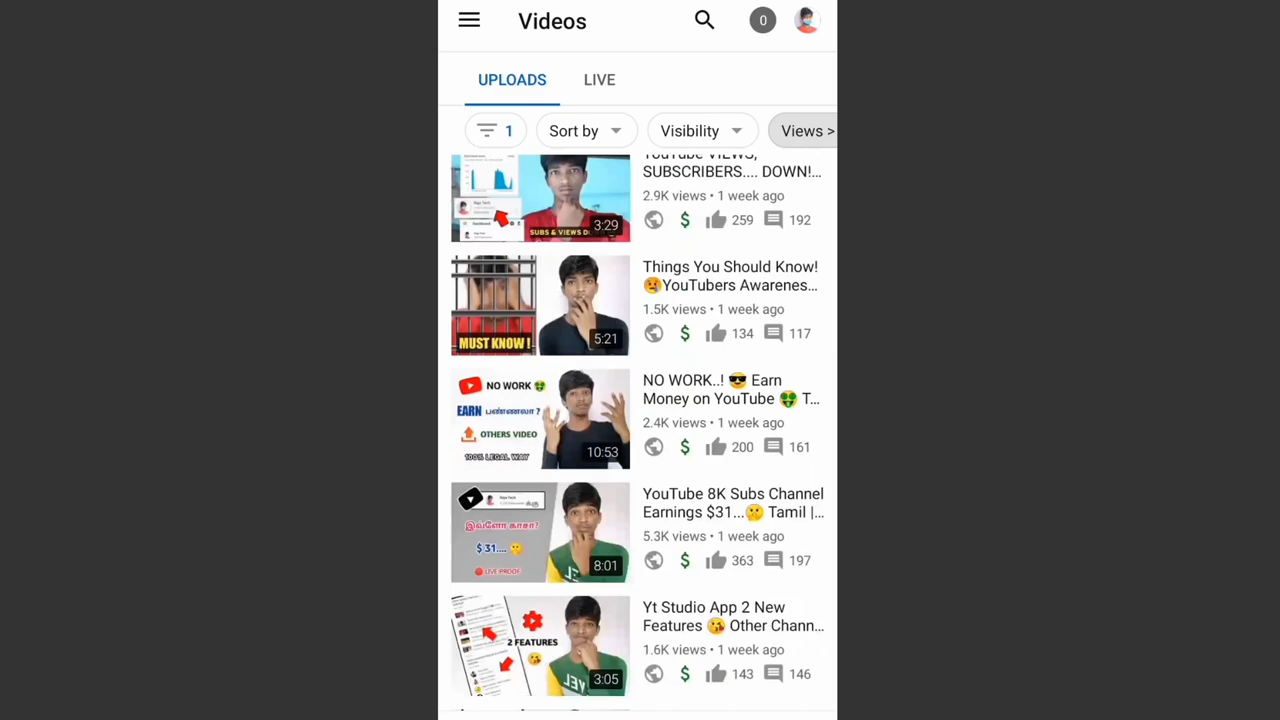 Videos
0
UPLOADS
LIVE
1
Sort by
Visibility
Views >
YouTube VIEWS,
SUBSCRIBERS.... DOWN!...
2.9K views • 1 week ago
259
192
Raju Tech
SUBS & VIEWS
3:29
Things You Should Know!
😢YouTubers Awarenes...
1.5K views • 1 week ago
134
117
MUST KNOW !
5:21
NO WORK..! 😎 Earn
Money on YouTube 🤑 T...
2.4K views • 1 week ago
200
161
NO WORK 🤑
EARN பண்ணலா ?
OTHERS VIDEO
100% LEGAL WAY
10:53
YouTube 8K Subs Channel
Earnings $31...🤫 Tamil |...
5.3K views • 1 week ago
363
197
Raju Tech
இவ்ளோ காசா?
$ 31....
LIVE PROOF
8:01
Yt Studio App 2 New
Features 😘 Other Chann...
1.6K views • 1 week ago
143
146
2 FEATURES
3:05